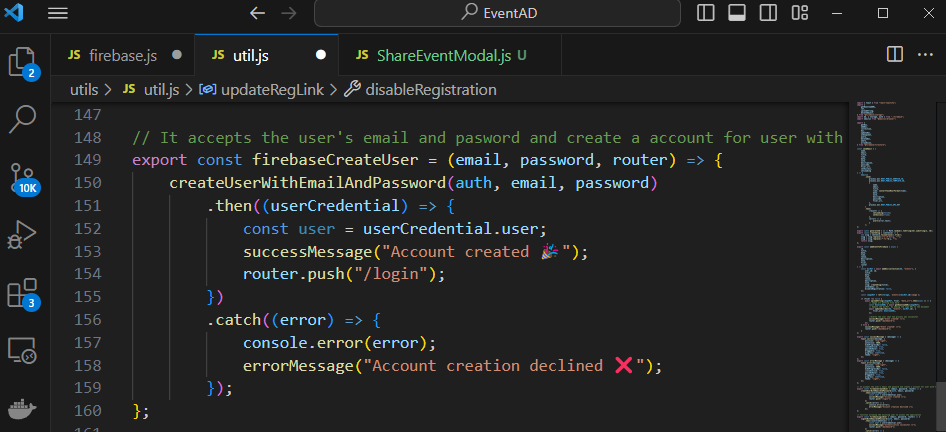 EventAD
JS firebase.js
JS util.js
JS ShareEventModal.js U
utils > JS util.js > updateRegLink > disableRegistration
2
10K
3
147
148 // It accepts the user's email and pasword and create a account for user with
149 export const firebaseCreateUser = (email, password, router) => {
150 createUserWithEmailAndPassword(auth, email, password)
151 .then((userCredential) => {
152 const user = userCredential.user;
153 successMessage("Account created 🎉");
154 router.push("/login");
155 })
156 .catch((error) => {
157 console.error(error);
158 errorMessage("Account creation declined ❌");
159 });
160 };